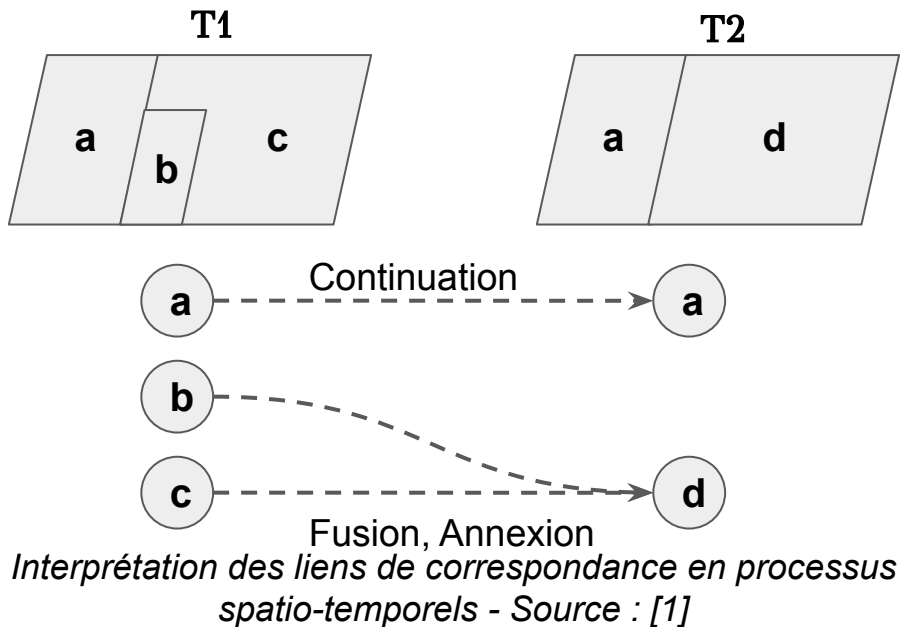 T1 T2
a b c a d
Continuation
a a
b
c d
Fusion, Annexion
Interprétation des liens de correspondance en processus
spatio-temporels - Source : [1]